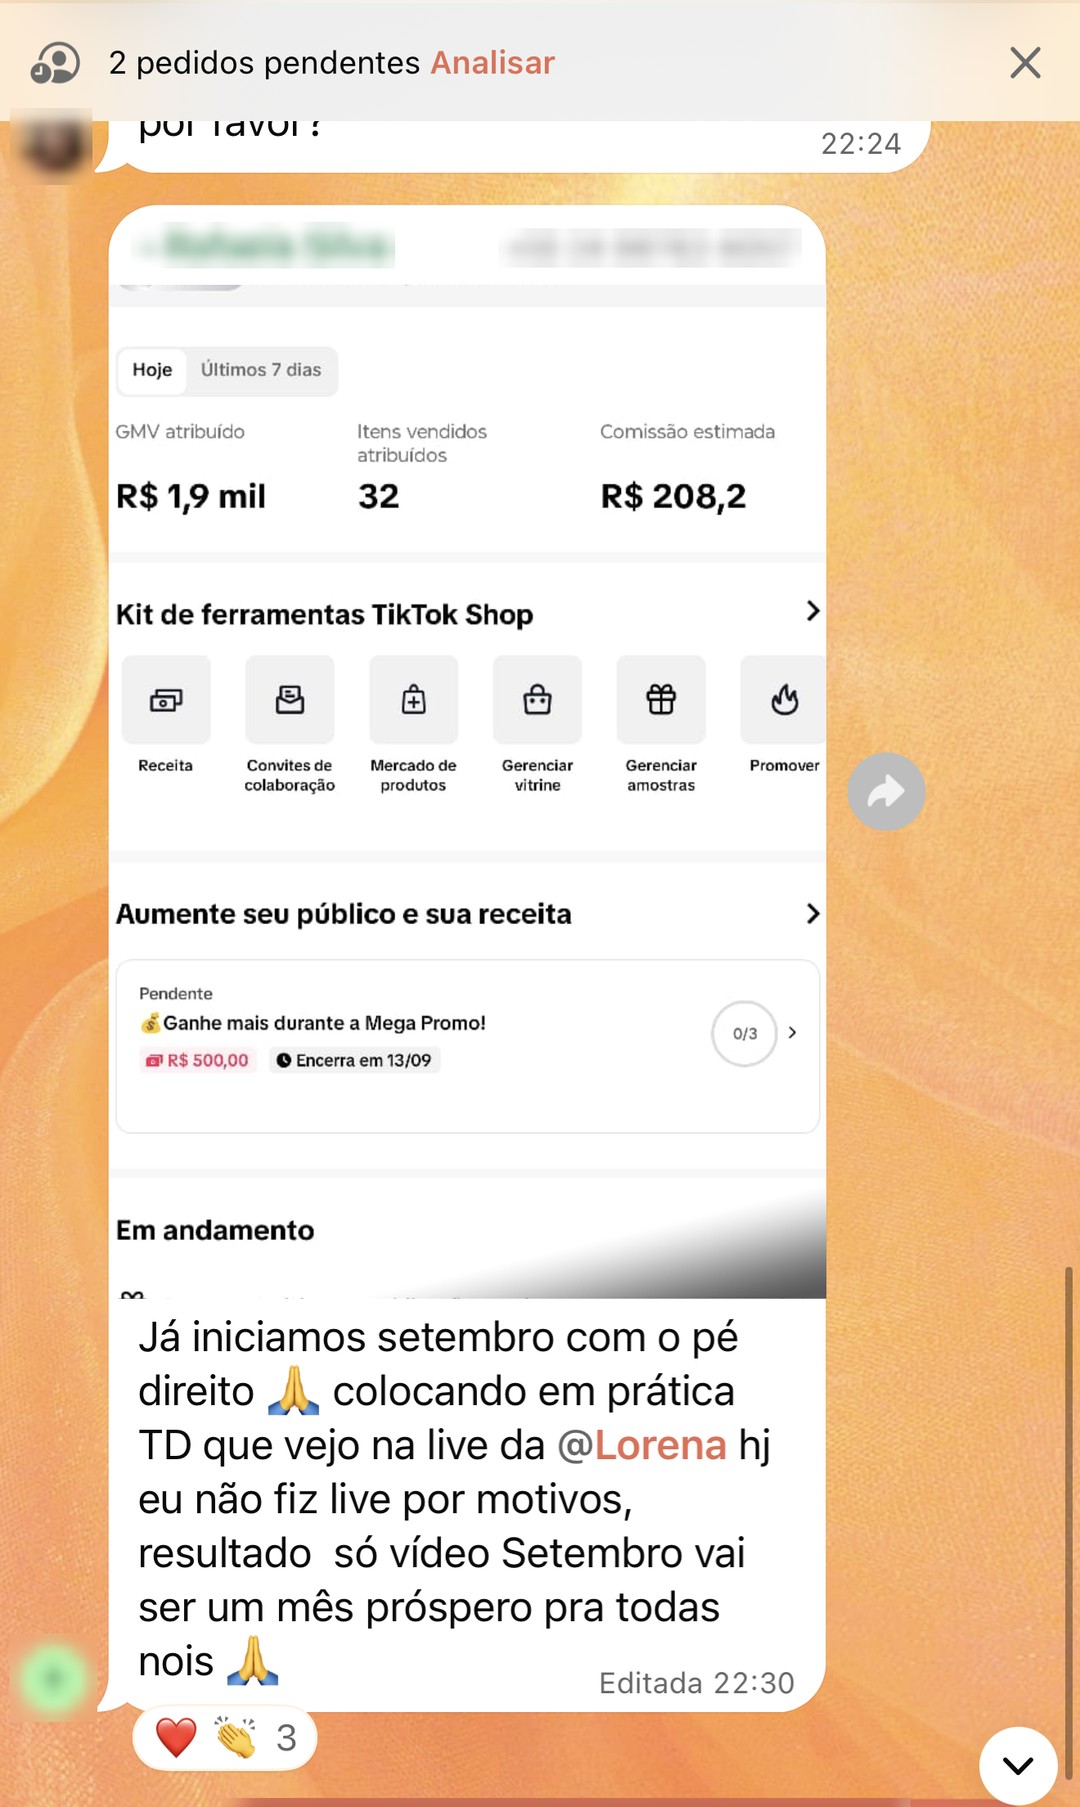 2 pedidos pendentes Analisar
por favor?
22:24
Hoje
Últimos 7 dias
GMV atribuído
R$ 1,9 mil
Itens vendidos
atribuídos
32
Comissão estimada
R$ 208,2
Kit de ferramentas TikTok Shop
Receita
Convites de
colaboração
Mercado de
produtos
Gerenciar
vitrine
Gerenciar
amostras
Promover
Aumente seu público e sua receita
Pendente
💰Ganhe mais durante a Mega Promo!
R$ 500,00
Encerra em 13/09
0/3
Em andamento
Já iniciamos setembro com o pé
direito 🙏 colocando em prática
TD que vejo na live da @Lorena hj
eu não fiz live por motivos,
resultado  só vídeo Setembro vai
ser um mês próspero pra todas
nois 🙏
Editada 22:30
❤️ 👏 3